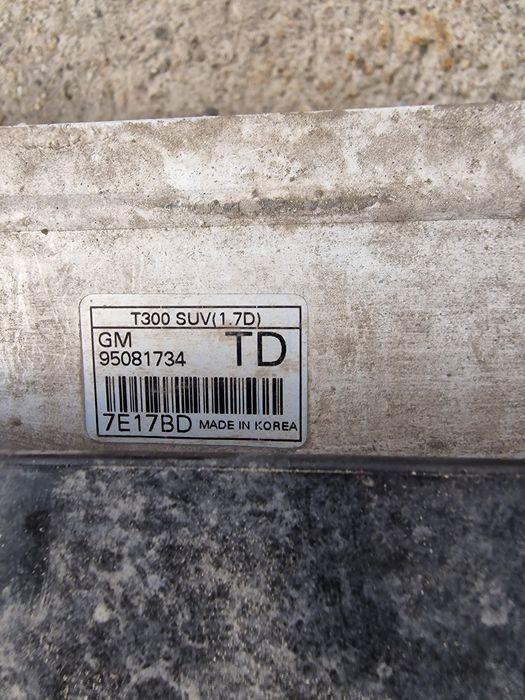 T300 SUV(1.7D)
GM
95081734
TD
7E17BD MADE IN KOREA